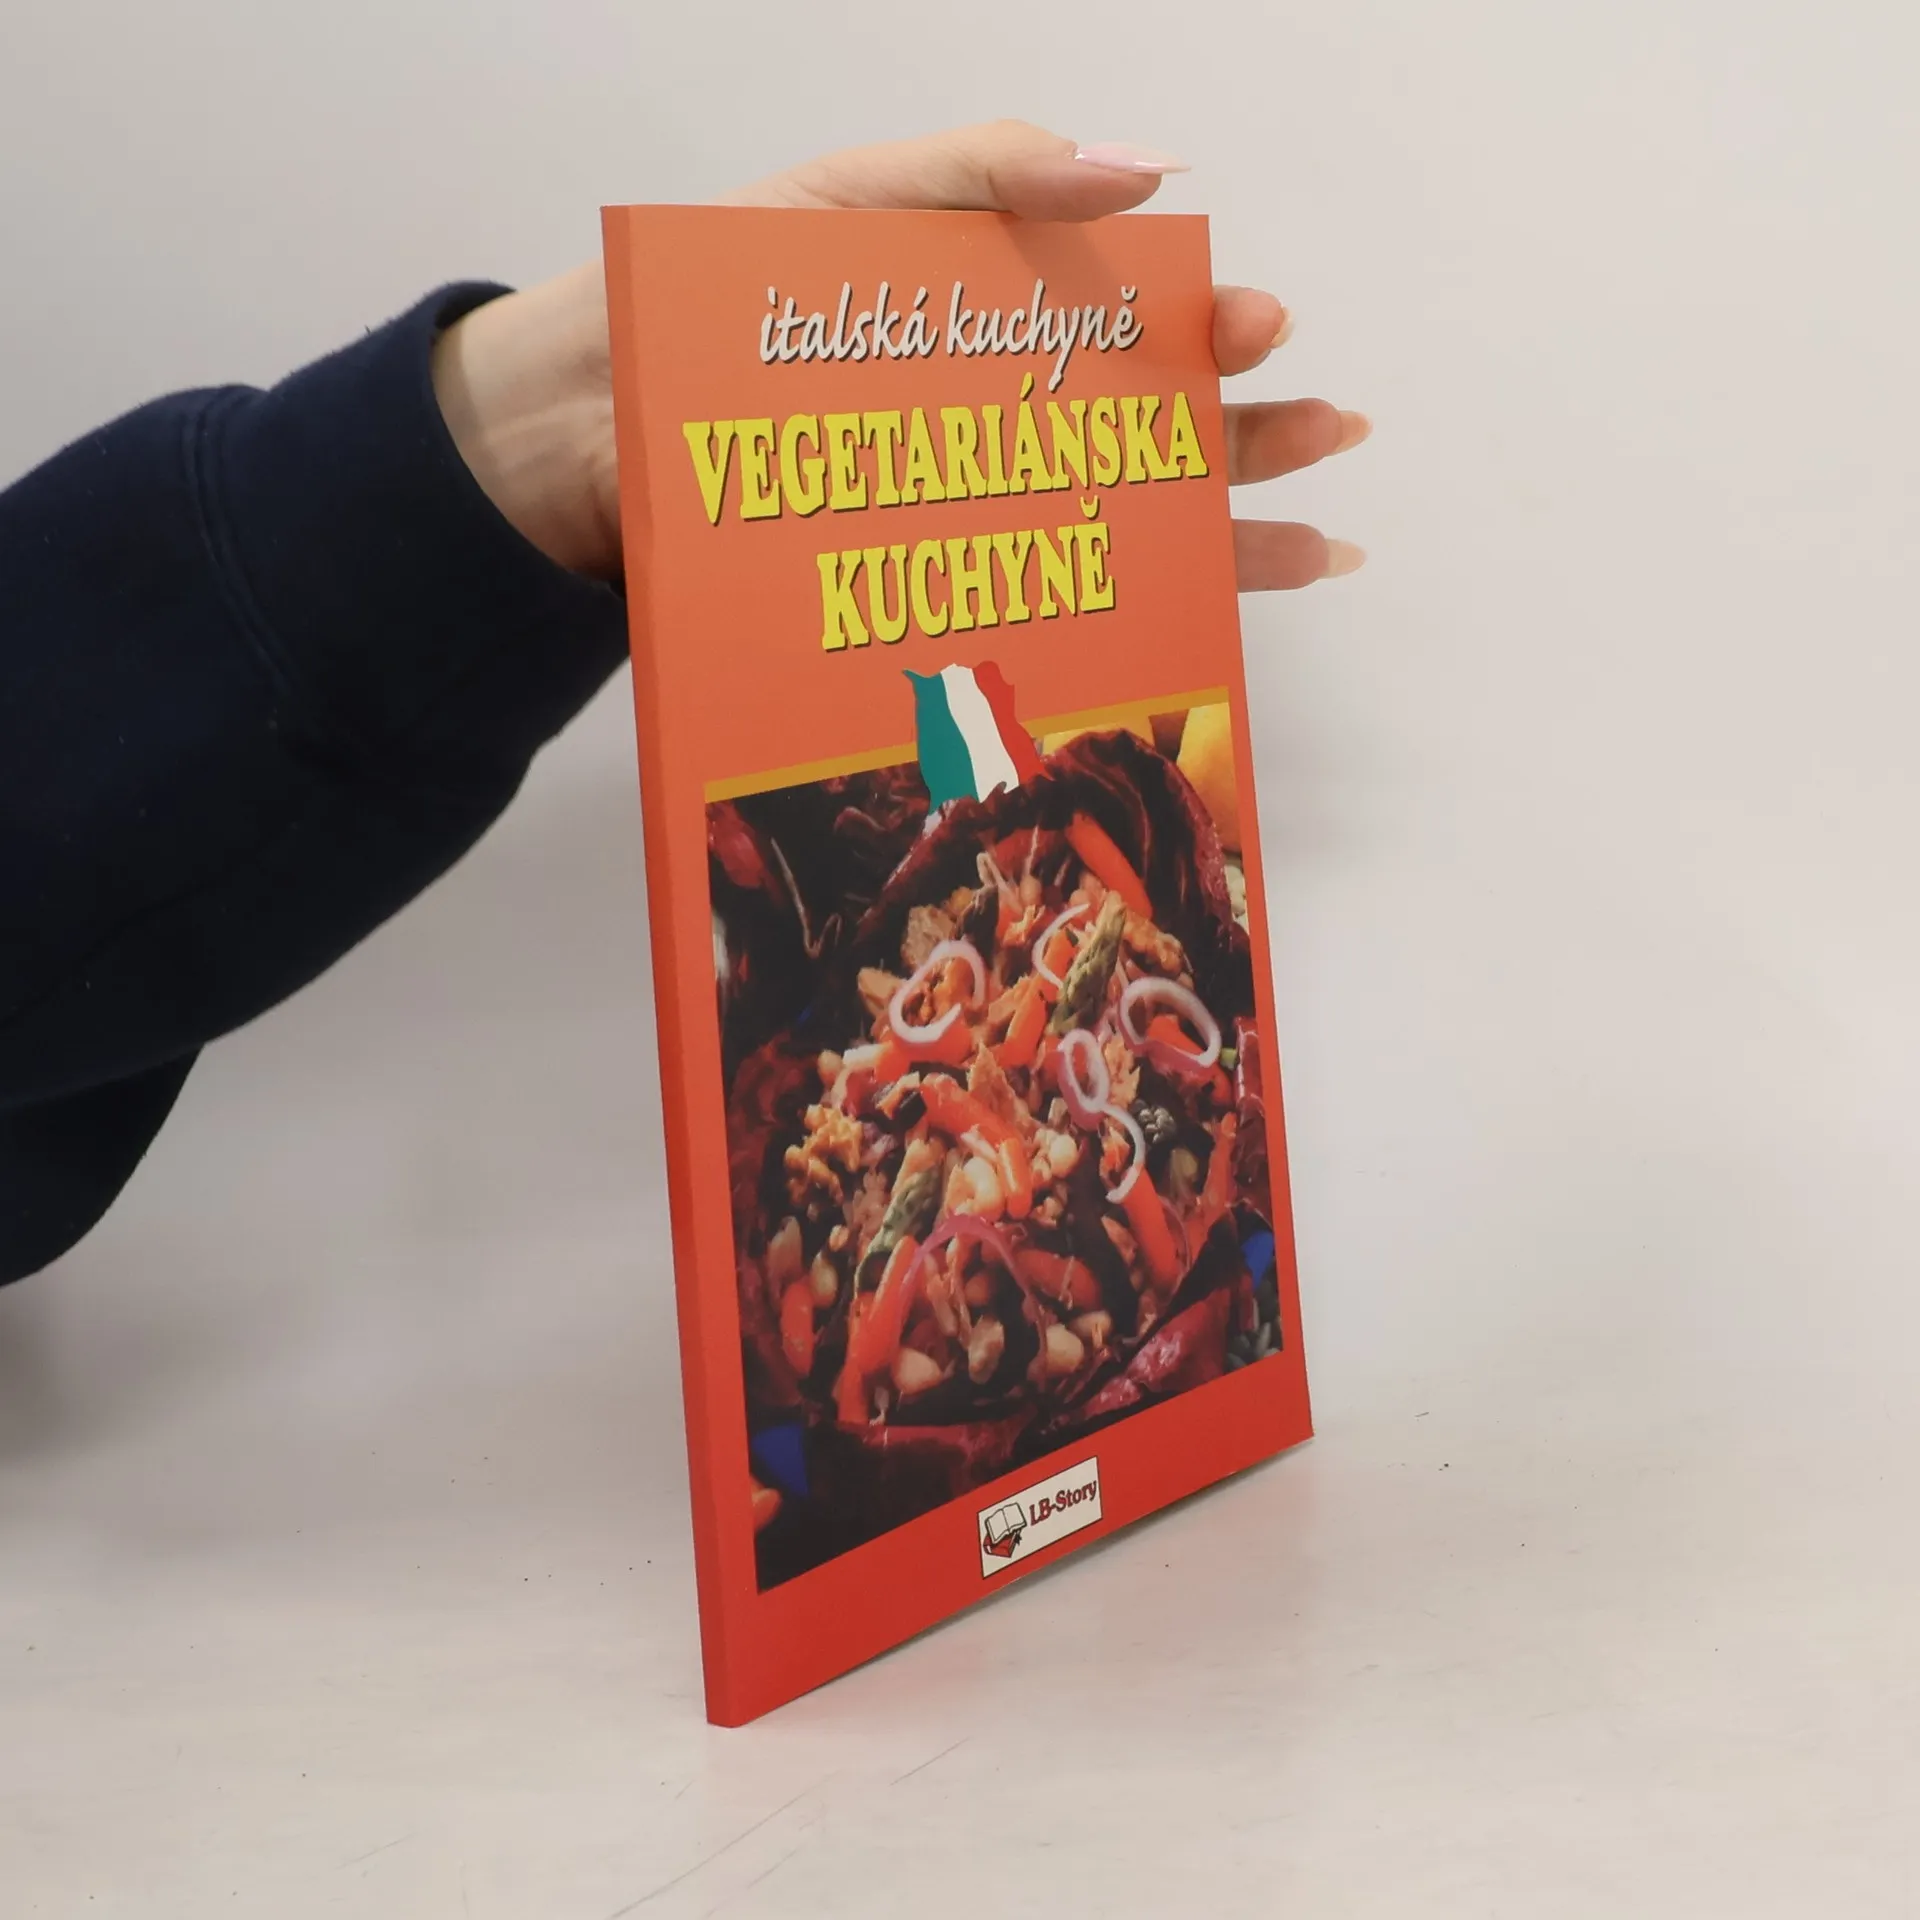 italská kuchyně
VEGETARIÁNSKA
KUCHYNĚ
LB-Story